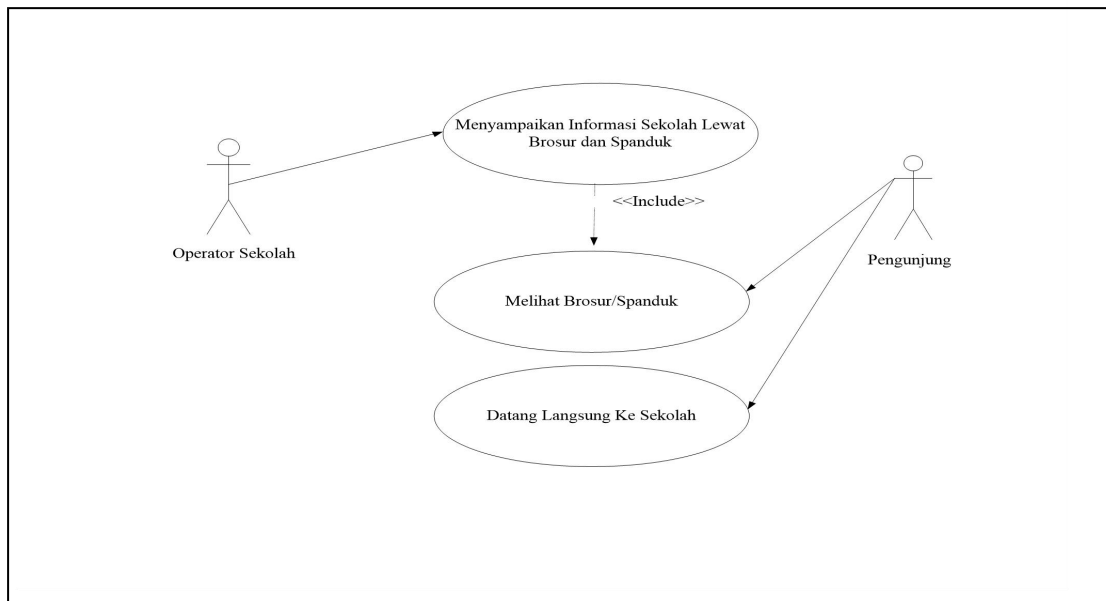 Menyampaikan Informasi Sekolah Lewat
Brosur dan Spanduk
<<Include>>
Operator Sekolah
Pengunjung
Melihat Brosur/Spanduk
Datang Langsung Ke Sekolah